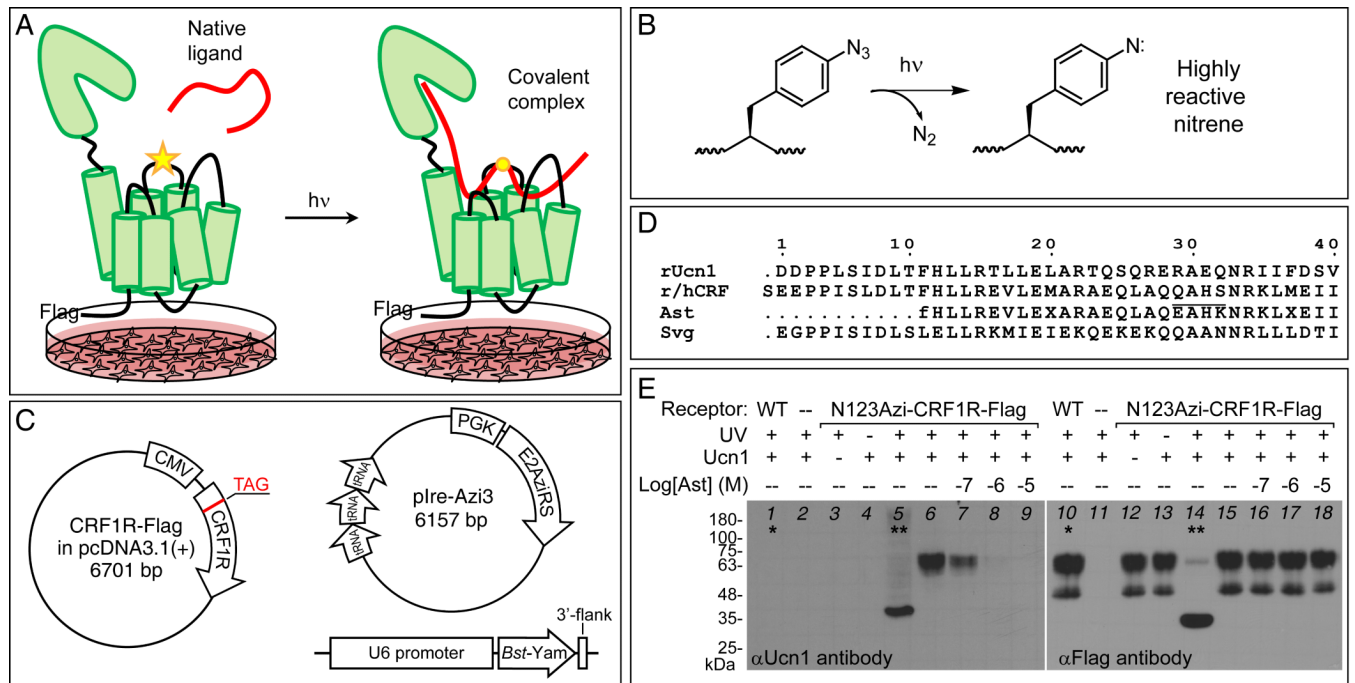 A
Native
ligand
Covalent
complex
hν
Flag
Flag
B
N3
hν
N2
N:
Highly
reactive
nitrene
C
CMV
TAG
CRF1R
CRF1R-Flag
in pcDNA3.1(+)
6701 bp
PGK
E2AziRS
tRNA
tRNA
tRNA
pIre-Azi3
6157 bp
3'-flank
U6 promoter
Bst-Yam
D
1 10 20 30 40
rUcn1 .DDPPLSIDLTFHLLRTLLELARTQSQRERAEQNRIIFDSV
r/hCRF SEEPPISLDLTFHLLREVLEMARAEQLAQQAHSNRKLMEII
Ast ...........fHLLREVLEXARAEQLAQEAHKNRKLXEII
Svg .EGPPISIDLSLELLRKMIEIEKQEKEKQQAANNRLLLDTI
E
Receptor: WT -- N123Azi-CRF1R-Flag WT -- N123Azi-CRF1R-Flag
UV + + + - + + + + + + + + - + + + + +
Ucn1 + + - + + + + + + + + - + + + + + +
Log[Ast] (M) -- -- -- -- -- -- -7 -6 -5 -- -- -- -- -- -- -7 -6 -5
1 2 3 4 5 6 7 8 9 10 11 12 13 14 15 16 17 18
* ** * **
180-
100-
75-
63-
48-
35-
25-
kDa
αUcn1 antibody
αFlag antibody